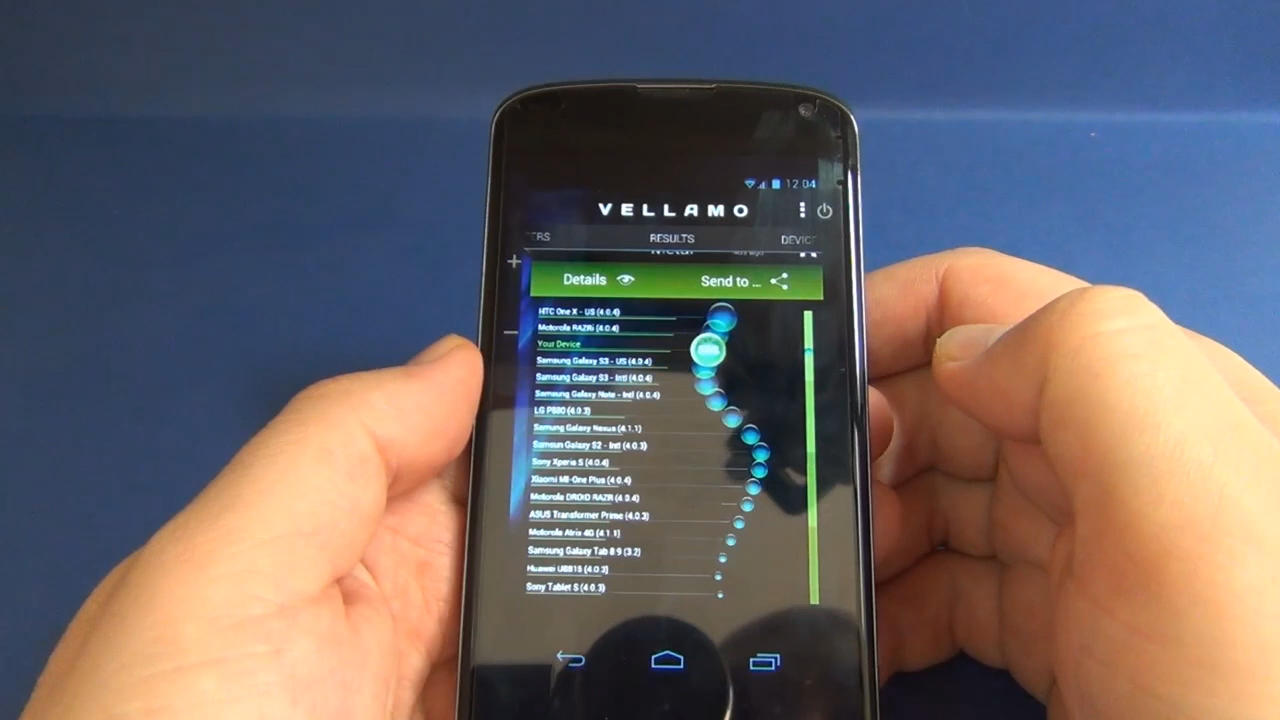 12:04
VELLAMO
ERS RESULTS DEVIC
Metal
Details Send to ...
HTC One X - US (4.0.4)
Motorola RAZRi (4.0.4)
Your Device
Samsung Galaxy S3 - US (4.0.4)
Samsung Galaxy S3 - Intl (4.0.4)
Samsung Galaxy Note - Intl (4.0.4)
LG P880 (4.0.3)
Samsung Galaxy Nexus (4.1.1)
Samsun Galaxy S2 - Intl (4.0.3)
Sony Xperia S (4.0.4)
Xiaomi MI-One Plus (4.0.4)
Motorola DROID RAZR (4.0.4)
ASUS Transformer Prime (4.0.3)
Motorola Atrix 4G (4.1.1)
Samsung Galaxy Tab 8.9 (3.2)
Huawei U8815 (4.0.3)
Sony Tablet S (4.0.3)